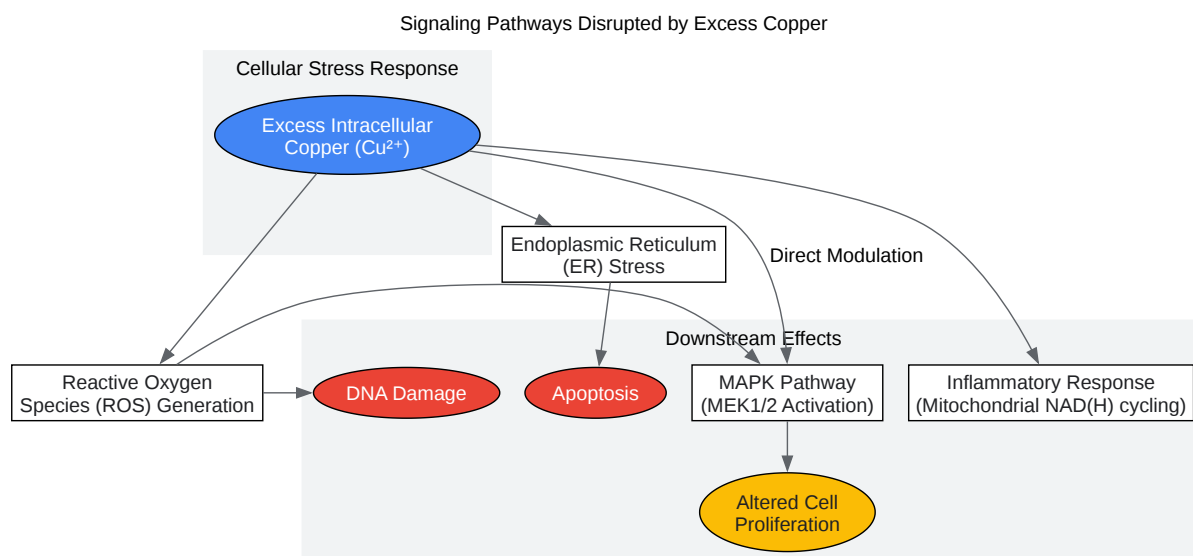 Signaling Pathways Disrupted by Excess Copper
Cellular Stress Response
Excess Intracellular
Copper (Cu²⁺)
Endoplasmic Reticulum
(ER) Stress
Direct Modulation
Downstream Effects
Reactive Oxygen
Species (ROS) Generation
DNA Damage
Apoptosis
MAPK Pathway
(MEK1/2 Activation)
Inflammatory Response
(Mitochondrial NAD(H) cycling)
Altered Cell
Proliferation